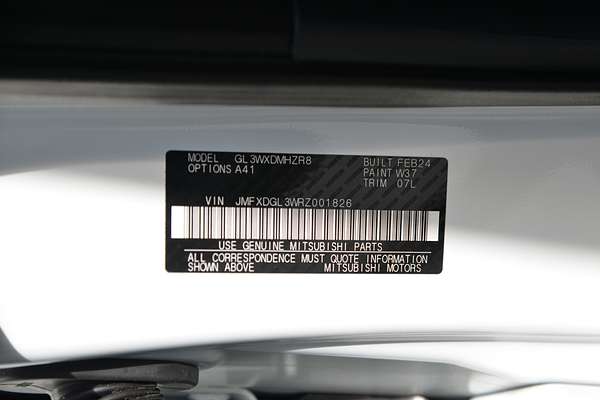 MODEL GL3WXDMHZR8 BUILT FEB24
OPTIONS A41 PAINT W37
TRIM 07L
VIN JMFXDGL3WRZ001826
USE GENUINE MITSUBISHI PARTS
ALL CORRESPONDENCE MUST QUOTE INFORMATION
SHOWN ABOVE MITSUBISHI MOTORS